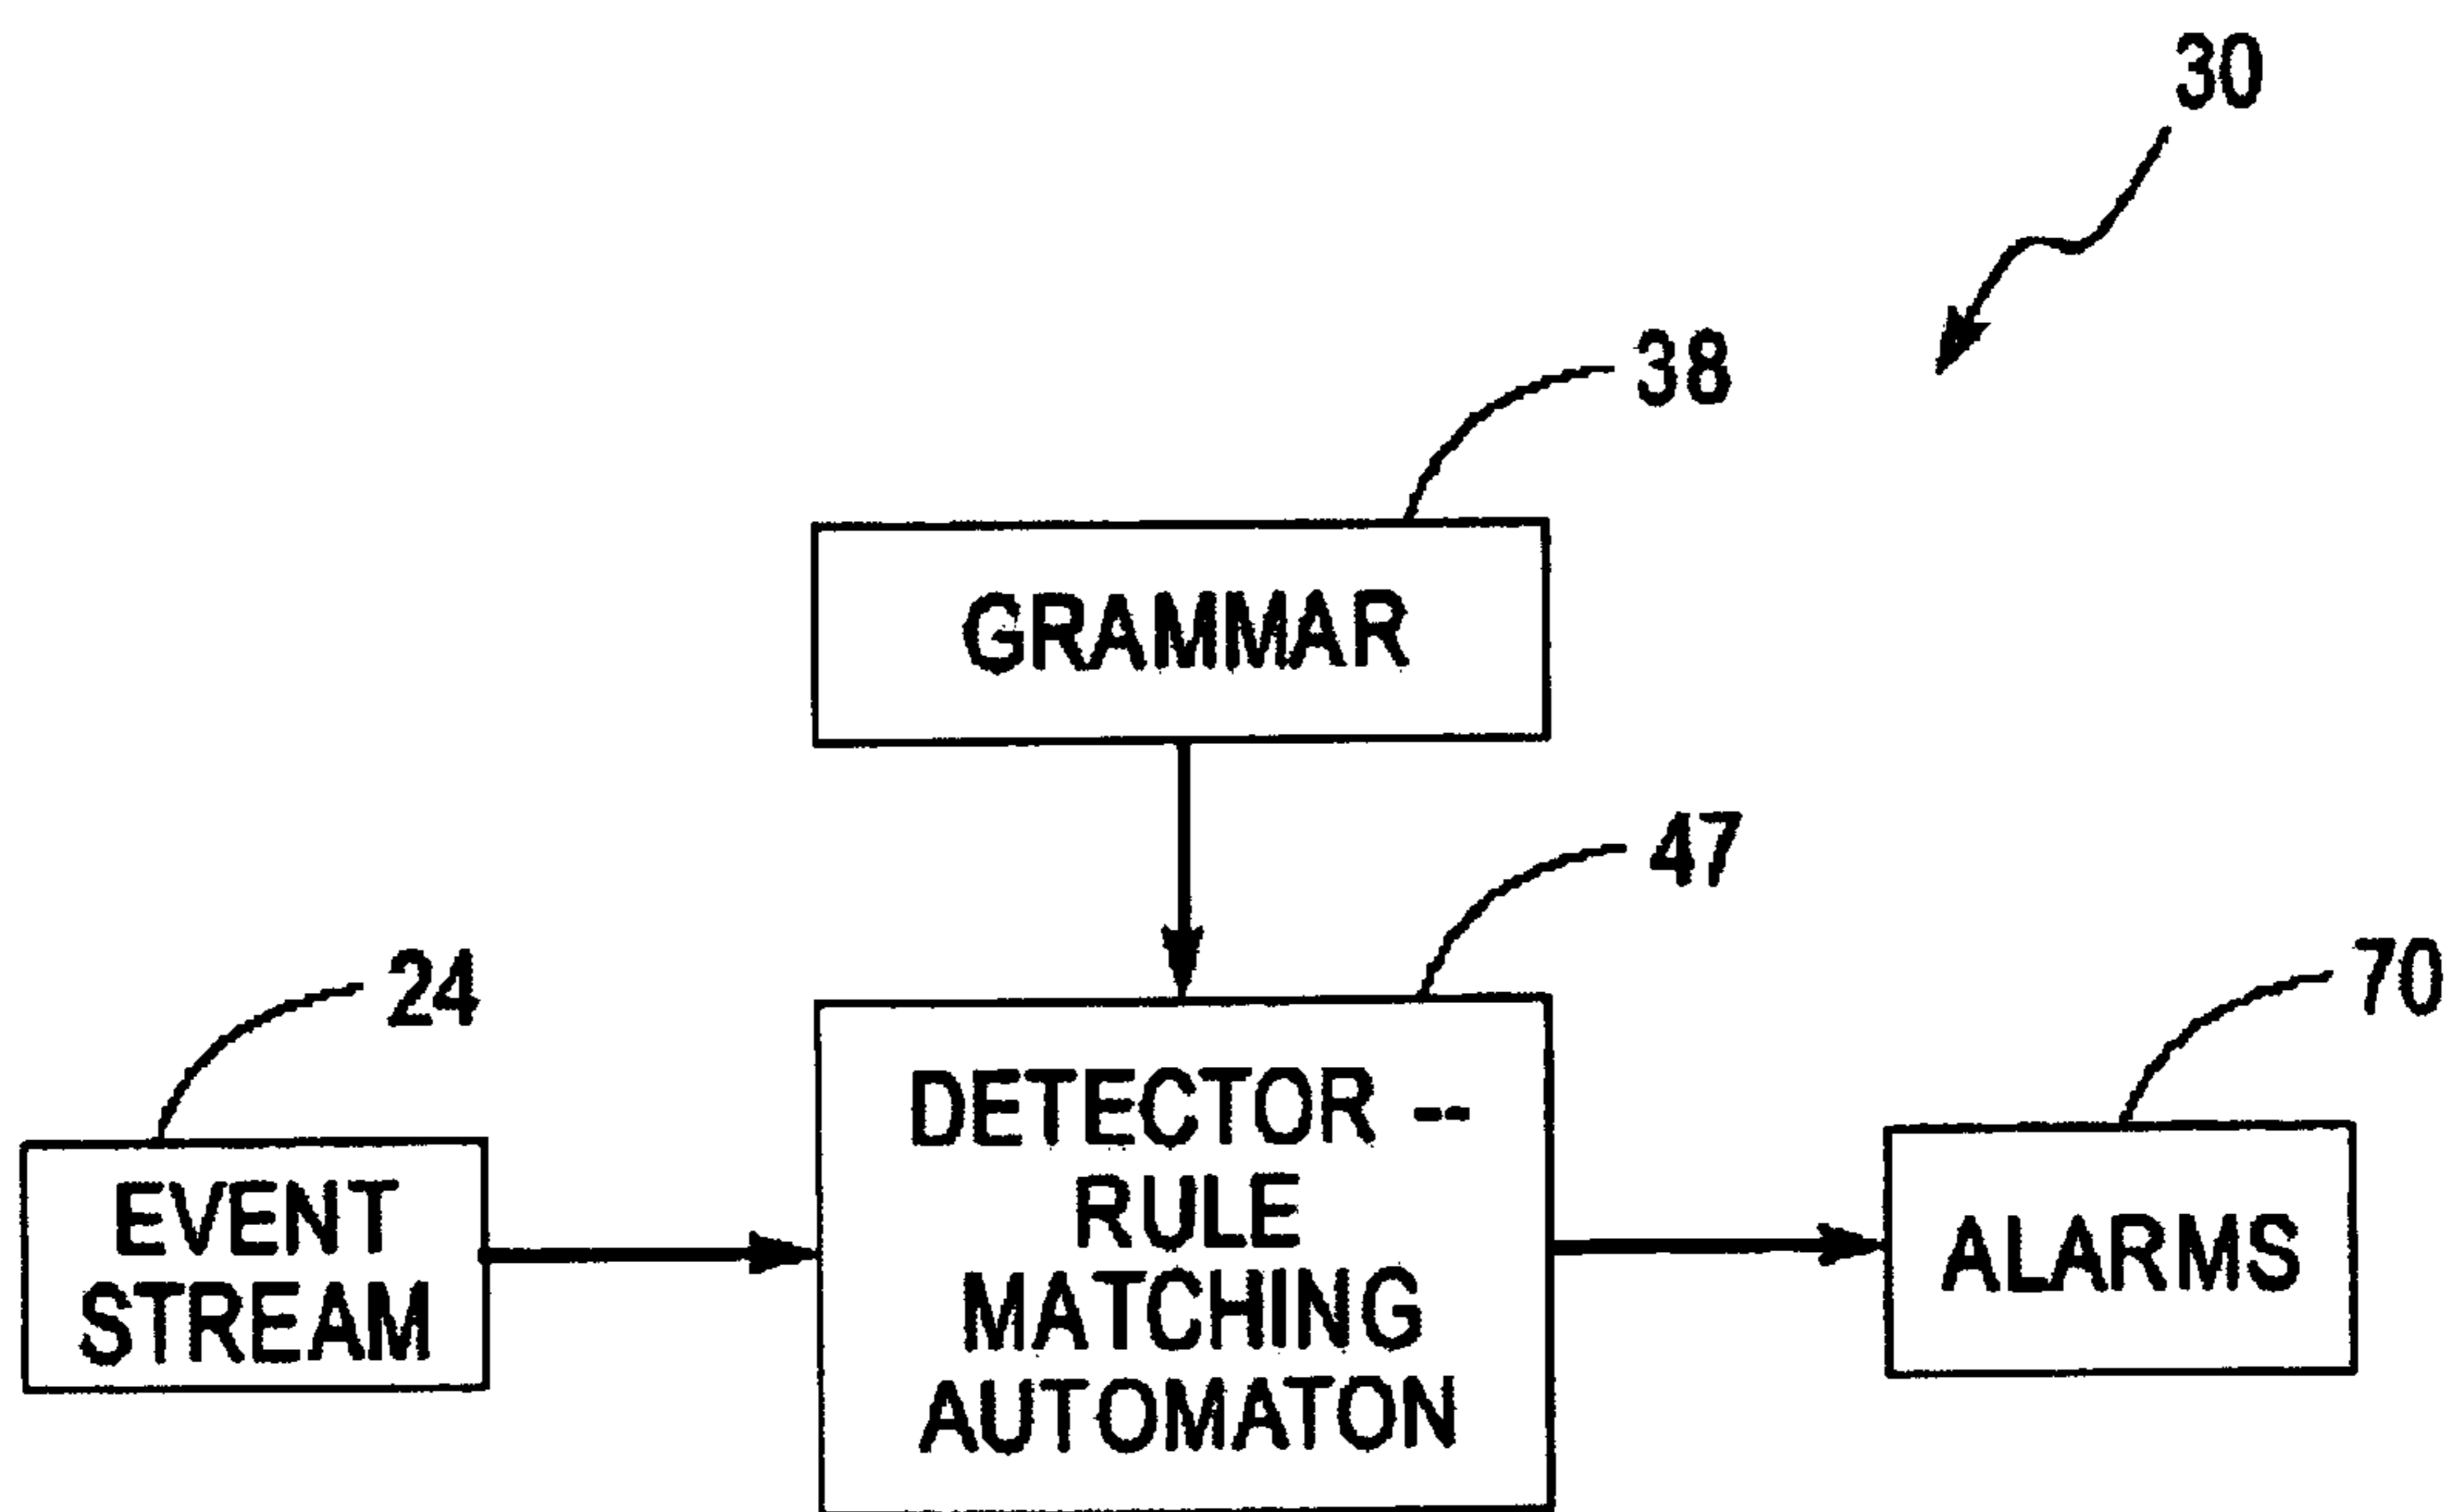 30
38
GRAMMAR
47
24
70
EVENT
STREAM
DETECTOR --
RULE
MATCHING
AUTOMATON
ALARMS